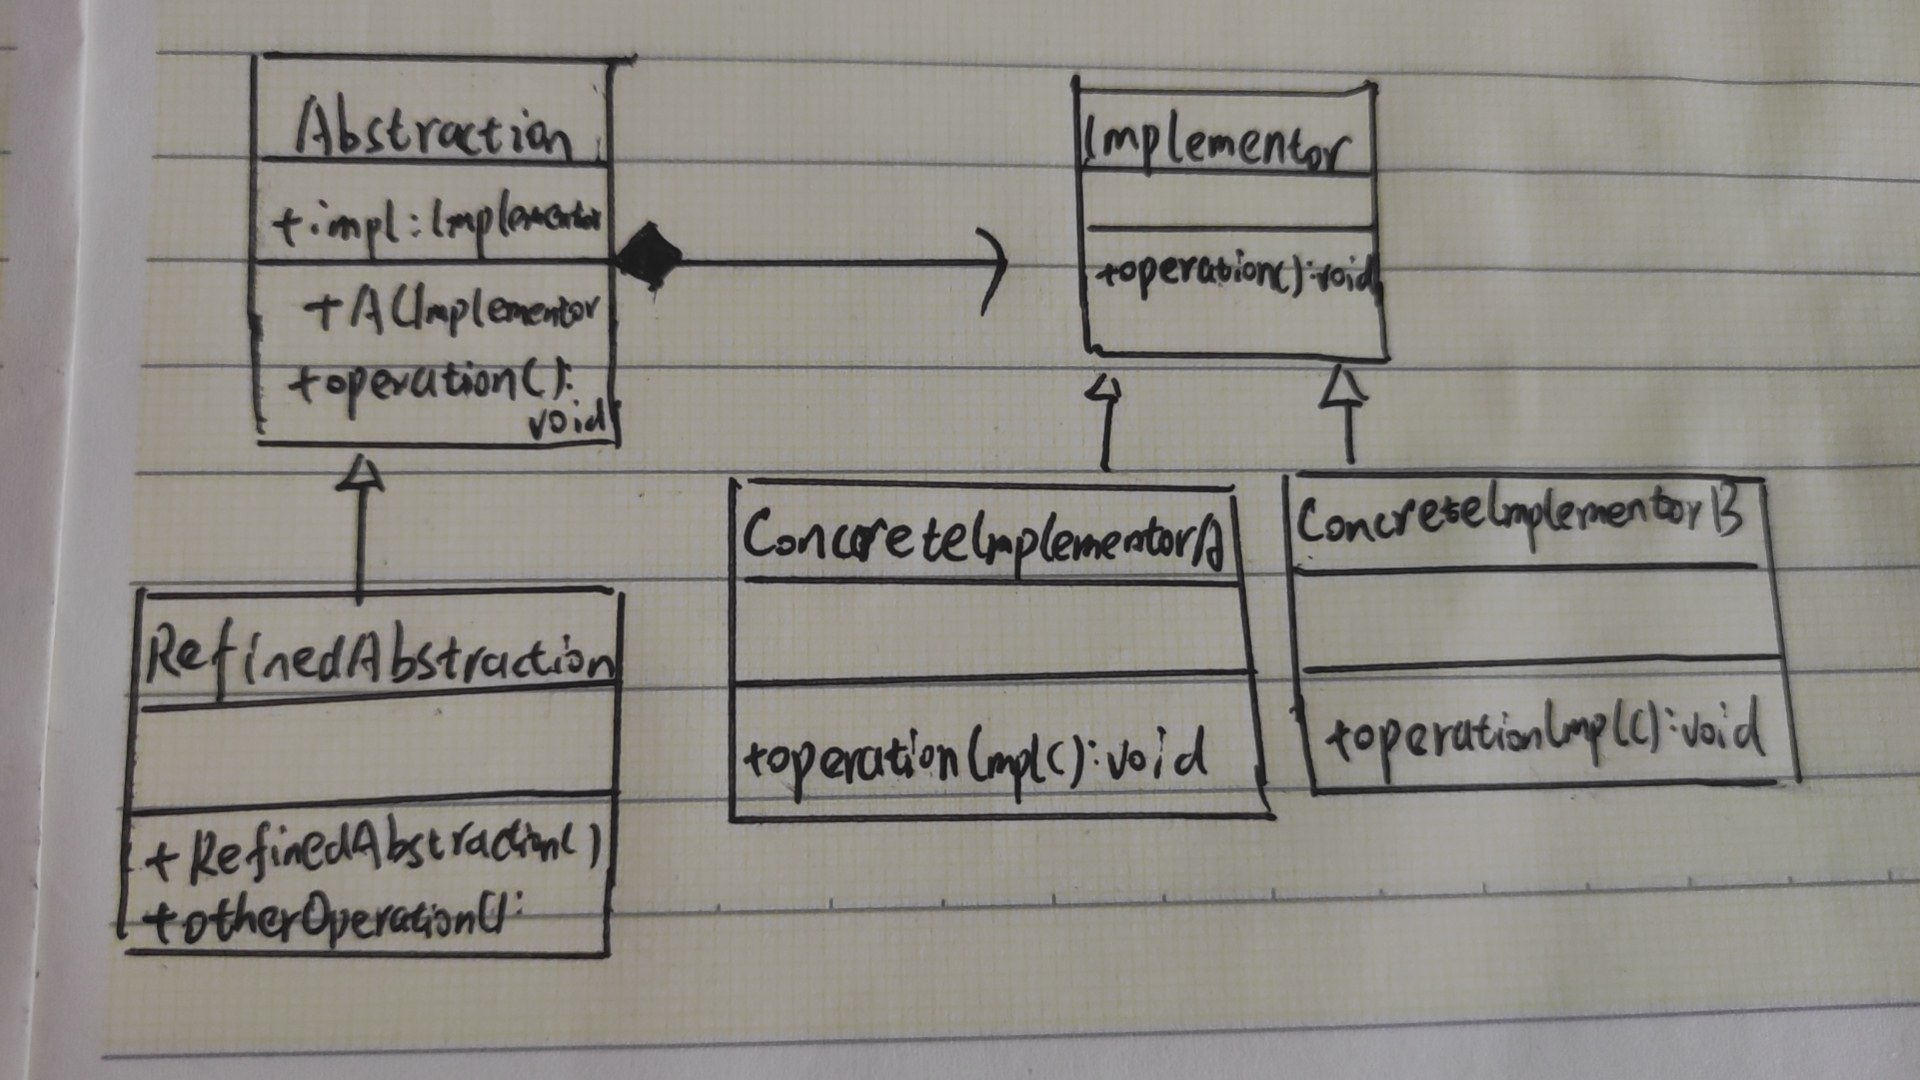 Abstraction
+impl:Implementor
+A(Implementor
+operation():
void
Implementor
+operation():void
RefinedAbstraction
+RefinedAbstraction()
+otherOperation():
ConcreteImplementorA
+operationImpl():void
ConcreteImplementorB
+operationImpl():void